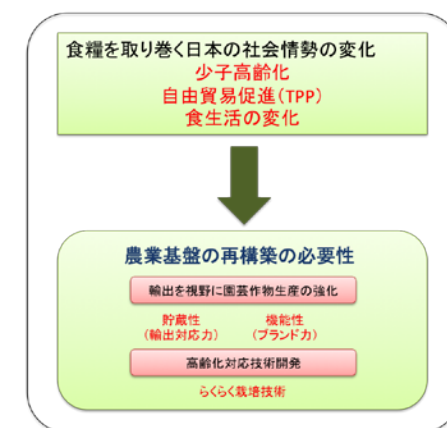 食糧を取り巻く日本の社会情勢の変化
少子高齢化
自由貿易促進(TPP)
食生活の変化
農業基盤の再構築の必要性
輸出を視野に園芸作物生産の強化
貯蔵性 機能性
(輸出対応力) (ブランド力)
高齢化対応技術開発
らくらく栽培技術